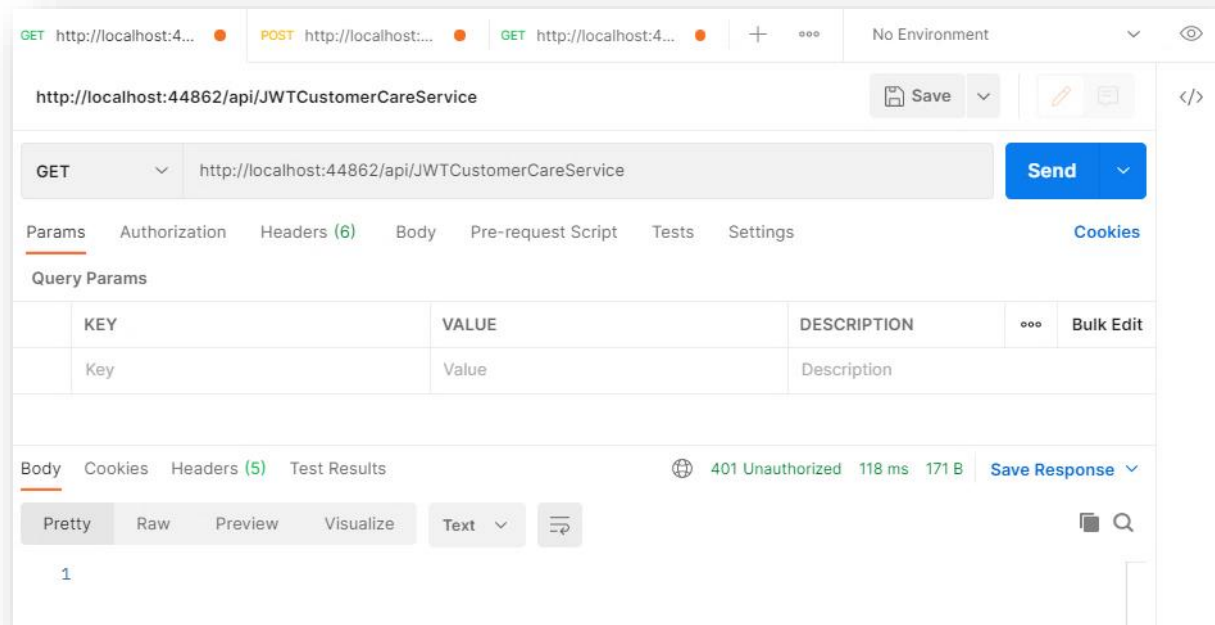 GET http://localhost:4... POST http://localhost:... GET http://localhost:4... No Environment
http://localhost:44862/api/JWTCustomerCareService Save
GET http://localhost:44862/api/JWTCustomerCareService Send
Params Authorization Headers (6) Body Pre-request Script Tests Settings Cookies
Query Params
KEY VALUE DESCRIPTION Bulk Edit
Key Value Description
Body Cookies Headers (5) Test Results 401 Unauthorized 118 ms 171 B Save Response
Pretty Raw Preview Visualize Text
1